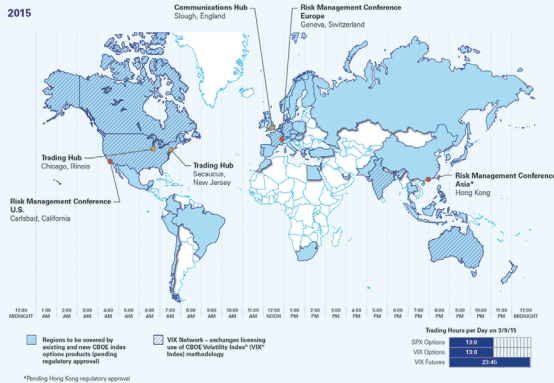 2015
Communications Hub
Slough, England
Risk Management Conference
Europe
Geneva, Switzerland
Trading Hub
Chicago, Illinois
Trading Hub
Secaucus,
New Jersey
Risk Management Conference
U.S.
Carlsbad, California
Risk Management Conference
Asia*
Hong Kong
12:00 MIDNIGHT 1:00 AM 2:00 AM 3:00 AM 4:00 AM 5:00 AM 6:00 AM 7:00 AM 8:00 AM 9:00 AM 10:00 AM 11:00 AM 12:00 NOON 1:00 PM 2:00 PM 3:00 PM 4:00 PM 5:00 PM 6:00 PM 7:00 PM 8:00 PM 9:00 PM 10:00 PM 11:00 PM 12:00 MIDNIGHT
Regions to be covered by
existing and new CBOE index
options products (pending
regulatory approval)
VIX Network – exchanges licensing
use of CBOE Volatility Index® (VIX®
Index) methodology
Trading Hours per Day on 3/9/15
SPX Options 13:0
VIX Options 13:0
VIX Futures 23:45
*Pending Hong Kong regulatory approval